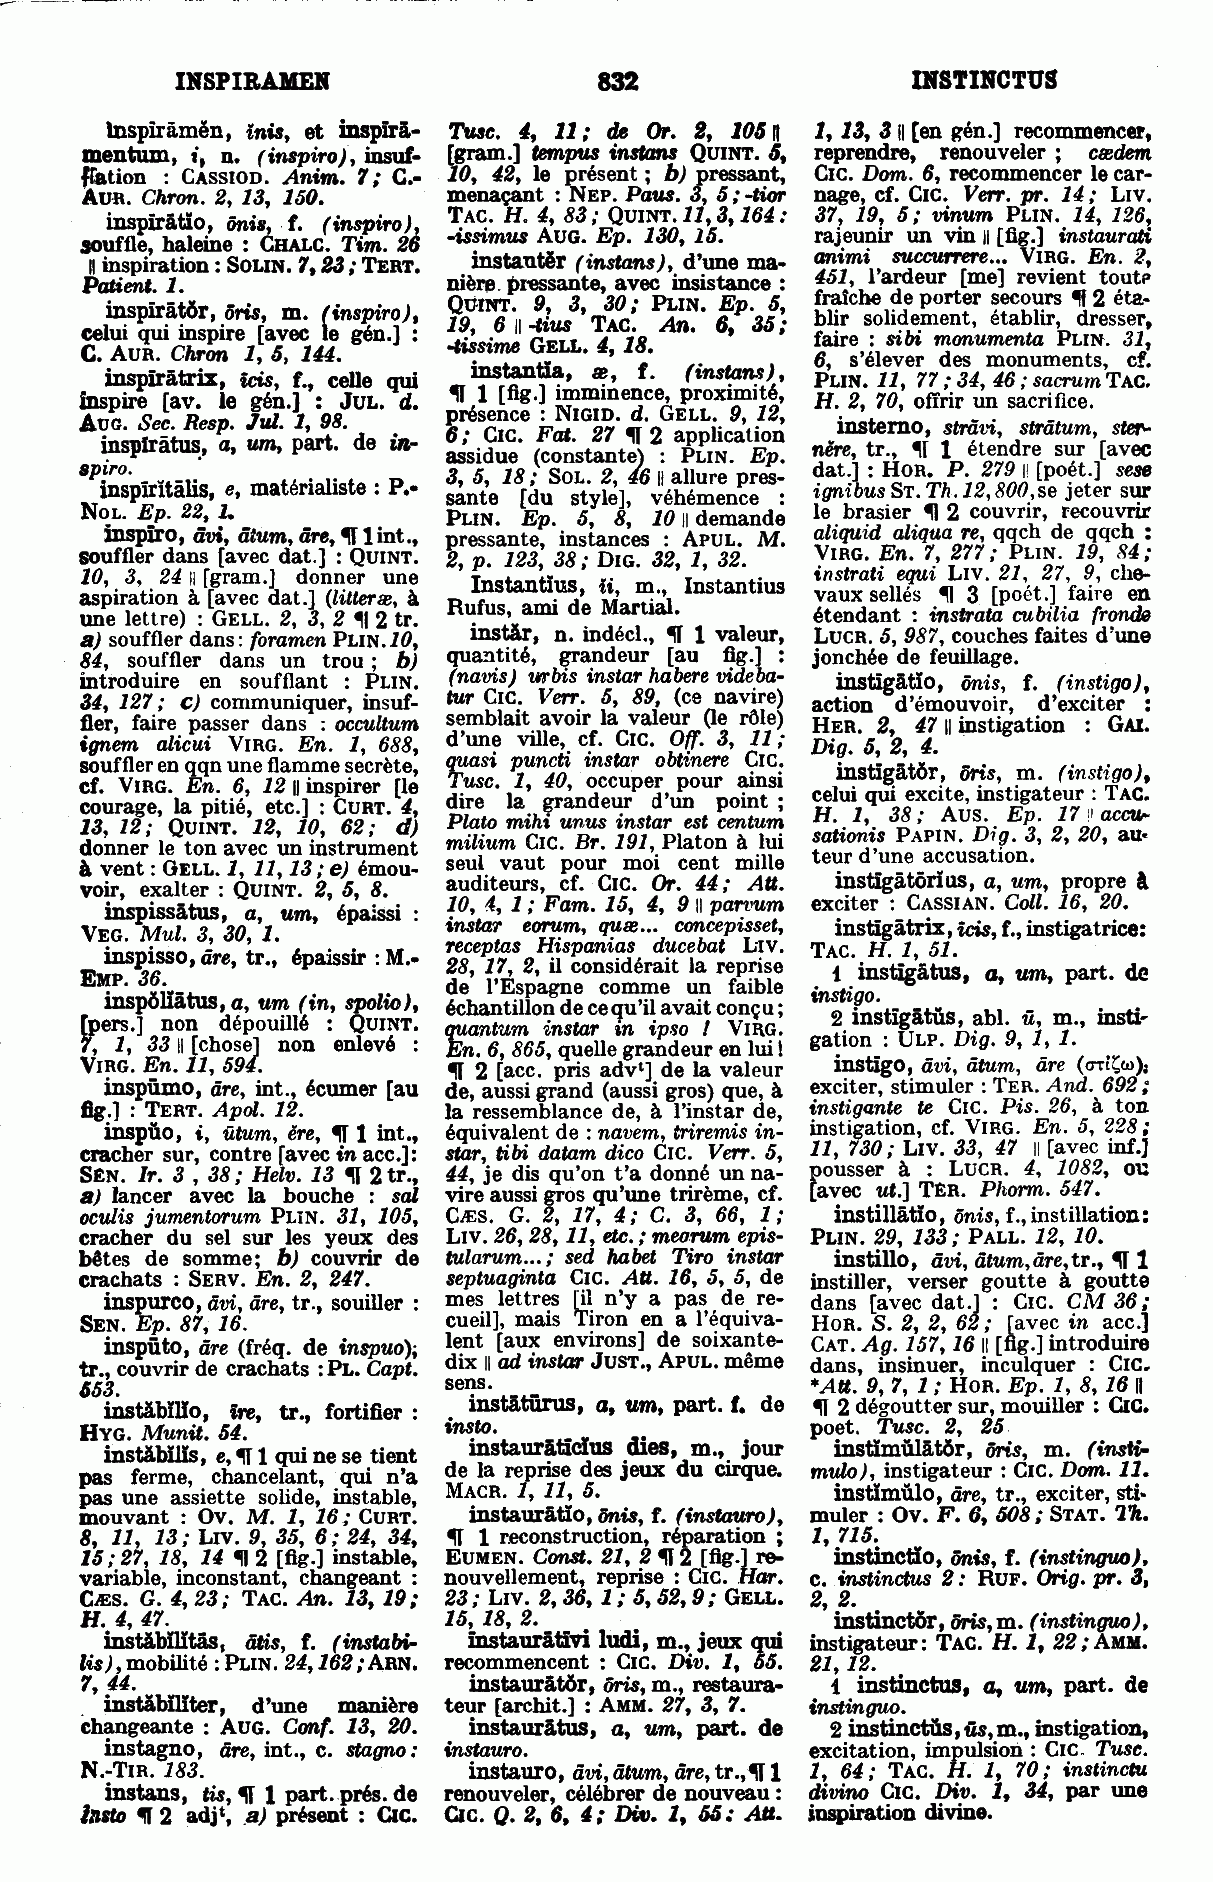 INSPIRAMEN 832 INSTINCTUS
inspīrāmĕn, ĭnis, et inspīrā-
mentum, i, n. (inspiro), insuf-
flation : CASSIOD. Anim. 7 ; C.-
AUR. Chron. 2, 13, 150.
inspīrātĭo, ōnis, f. (inspiro),
souffle, haleine : CHALC. Tim. 26
|| inspiration : SOLIN. 7, 23 ; TERT.
Patient. 1.
inspīrātŏr, ōris, m. (inspiro),
celui qui inspire [avec le gén.] :
C. AUR. Chron 1, 5, 144.
inspīrātrix, īcis, f., celle qui
inspire [av. le gén.] : JUL. d.
AUG. Sec. Resp. Jul. 1, 98.
inspīrātus, a, um, part. de in-
spiro.
inspīrĭtālis, e, matérialiste : P.-
NOL. Ep. 22, 1.
inspīro, āvi, ātum, āre, ¶ 1 int.,
souffler dans [avec dat.] : QUINT.
10, 3, 24 || [gram.] donner une
aspiration à [avec dat.] (litteræ, à
une lettre) : GELL. 2, 3, 2 ¶ 2 tr.
a) souffler dans : foramen PLIN. 10,
84, souffler dans un trou ; b)
introduire en soufflant : PLIN.
34, 127 ; c) communiquer, insuf-
fler, faire passer dans : occultum
ignem alicui VIRG. En. 1, 688,
souffler en qqn une flamme secrète,
cf. VIRG. En. 6, 12 || inspirer [le
courage, la pitié, etc.] : CURT. 4,
13, 12 ; QUINT. 12, 10, 62 ; d)
donner le ton avec un instrument
à vent : GELL. 1, 11, 13 ; e) émou-
voir, exalter : QUINT. 2, 5, 8.
inspissātus, a, um, épaissi :
VEG. Mul. 3, 30, 1.
inspisso, āre, tr., épaissir : M.-
EMP. 36.
inspŏlĭātus, a, um (in, spolio),
[pers.] non dépouillé : QUINT.
7, 1, 33 || [chose] non enlevé :
VIRG. En. 11, 594.
inspūmo, āre, int., écumer [au
fig.] : TERT. Apol. 12.
inspŭo, i, ūtum, ĕre, ¶ 1 int.,
cracher sur, contre [avec in acc.] :
SEN. Ir. 3 , 38 ; Helv. 13 ¶ 2 tr.,
a) lancer avec la bouche : sal
oculis jumentorum PLIN. 31, 105,
cracher du sel sur les yeux des
bêtes de somme ; b) couvrir de
crachats : SERV. En. 2, 247.
inspurco, āvi, āre, tr., souiller :
SEN. Ep. 87, 16.
inspūto, āre (fréq. de inspuo),
tr., couvrir de crachats : PL. Capt.
553.
instăbĭlĭo, īre, tr., fortifier :
HYG. Munit. 54.
instăbĭlis, e, ¶ 1 qui ne se tient
pas ferme, chancelant, qui n'a
pas une assiette solide, instable,
mouvant : OV. M. 1, 16 ; CURT.
8, 11, 13 ; LIV. 9, 35, 6 ; 24, 34,
15 ; 27, 18, 14 ¶ 2 [fig.] instable,
variable, inconstant, changeant :
CÆS. G. 4, 23 ; TAC. An. 13, 19 ;
H. 4, 47.
instăbĭlĭtās, ātis, f. (instabi-
lis), mobilité : PLIN. 24, 162 ; ARN.
7, 44.
instăbĭlĭter, d'une manière
changeante : AUG. Conf. 13, 20.
instagno, āre, int., c. stagno :
N.-TIR. 183.
instans, tis, ¶ 1 part. prés. de
insto ¶ 2 adjᵗ, a) présent : CIC.
Tusc. 4, 11 ; de Or. 2, 105 ||
[gram.] tempus instans QUINT. 5,
10, 42, le présent ; b) pressant,
menaçant : NEP. Paus. 3, 5 ; -tior
TAC. H. 4, 83 ; QUINT. 11, 3, 164 :
-issimus AUG. Ep. 130, 15.
instantĕr (instans), d'une ma-
nière pressante, avec insistance :
QUINT. 9, 3, 30 ; PLIN. Ep. 5,
19, 6 || -tius TAC. An. 6, 35 ;
-tissime GELL. 4, 18.
instantĭa, æ, f. (instans),
¶ 1 [fig.] imminence, proximité,
présence : NIGID. d. GELL. 9, 12,
6 ; CIC. Fat. 27 ¶ 2 application
assidue (constante) : PLIN. Ep.
3, 5, 18 ; SOL. 2, 46 || allure pres-
sante [du style], véhémence :
PLIN. Ep. 5, 8, 10 || demande
pressante, instances : APUL. M.
2, p. 123, 38 ; DIG. 32, 1, 32.
Instantĭus, ĭi, m., Instantius
Rufus, ami de Martial.
instăr, n. indécl., ¶ 1 valeur,
quantité, grandeur [au fig.] :
(navis) urbis instar habere videba-
tur CIC. Verr. 5, 89, (ce navire)
semblait avoir la valeur (le rôle)
d'une ville, cf. CIC. Off. 3, 11 ;
quasi puncti instar obtinere CIC.
Tusc. 1, 40, occuper pour ainsi
dire la grandeur d'un point ;
Plato mihi unus instar est centum
milium CIC. Br. 191, Platon à lui
seul vaut pour moi cent mille
auditeurs, cf. CIC. Or. 44 ; Att.
10, 4, 1 ; Fam. 15, 4, 9 || parvum
instar eorum, quæ... concepisset,
receptas Hispanias ducebat LIV.
28, 17, 2, il considérait la reprise
de l'Espagne comme un faible
échantillon de ce qu'il avait conçu ;
quantum instar in ipso ! VIRG.
En. 6, 865, quelle grandeur en lui !
¶ 2 [acc. pris advᵗ] de la valeur
de, aussi grand (aussi gros) que, à
la ressemblance de, à l'instar de,
équivalent de : navem, triremis in-
star, tibi datam dico CIC. Verr. 5,
44, je dis qu'on t'a donné un na-
vire aussi gros qu'une trirème, cf.
CÆS. G. 2, 17, 4 ; C. 3, 66, 1 ;
LIV. 26, 28, 11, etc. ; mearum epis-
tularum... ; sed habet Tiro instar
septuaginta CIC. Att. 16, 5, 5, de
mes lettres [il n'y a pas de re-
cueil], mais Tiron en a l'équiva-
lent [aux environs] de soixante-
dix || ad instar JUST., APUL. même
sens.
instātūrus, a, um, part. f. de
insto.
instaurātīcĭus dies, m., jour
de la reprise des jeux du cirque.
MACR. 1, 11, 5.
instaurātĭo, ōnis, f. (instauro),
¶ 1 reconstruction, réparation ;
EUMEN. Const. 21, 2 ¶ 2 [fig.] re-
nouvellement, reprise : CIC. Har.
23 ; LIV. 2, 36, 1 ; 5, 52, 9 ; GELL.
15, 18, 2.
instaurātīvi ludi, m., jeux qui
recommencent : CIC. Div. 1, 55.
instaurātŏr, ōris, m., restaura-
teur [archit.] : AMM. 27, 3, 7.
instaurātus, a, um, part. de
instauro.
instauro, āvi, ātum, āre, tr., ¶ 1
renouveler, célébrer de nouveau :
CIC. Q. 2, 6, 4 ; Div. 1, 55 : Att.
1, 13, 3 || [en gén.] recommencer,
reprendre, renouveler ; cædem
CIC. Dom. 6, recommencer le car-
nage, cf. CIC. Verr. pr. 14 ; LIV.
37, 19, 5 ; vinum PLIN. 14, 126,
rajeunir un vin || [fig.] instaurati
animi succurrere... VIRG. En. 2,
451, l'ardeur [me] revient toute
fraîche de porter secours ¶ 2 éta-
blir solidement, établir, dresser,
faire : sibi monumenta PLIN. 31,
6, s'élever des monuments, cf.
PLIN. 11, 77 ; 34, 46 ; sacrum TAC.
H. 2, 70, offrir un sacrifice.
insterno, strāvi, strātum, ster-
nĕre, tr., ¶ 1 étendre sur [avec
dat.] : HOR. P. 279 || [poét.] sese
ignibus ST. Th. 12, 800, se jeter sur
le brasier ¶ 2 couvrir, recouvrir
aliquid aliqua re, qqch de qqch :
VIRG. En. 7, 277 ; PLIN. 19, 84 ;
instrati equi LIV. 21, 27, 9, che-
vaux sellés ¶ 3 [poét.] faire en
étendant : instrata cubilia fronde
LUCR. 5, 987, couches faites d'une
jonchée de feuillage.
instīgātĭo, ōnis, f. (instigo),
action d'émouvoir, d'exciter :
HER. 2, 47 || instigation : GAI.
Dig. 5, 2, 4.
instīgātŏr, ōris, m. (instigo),
celui qui excite, instigateur : TAC.
H. 1, 38 ; AUS. Ep. 17 || accu-
sationis PAPIN. Dig. 3, 2, 20, au-
teur d'une accusation.
instīgātōrĭus, a, um, propre à
exciter : CASSIAN. Coll. 16, 20.
instīgātrix, īcis, f., instigatrice :
TAC. H. 1, 51.
1 instīgātus, a, um, part. de
instigo.
2 instīgātŭs, abl. ū, m., insti-
gation : ULP. Dig. 9, 1, 1.
instīgo, āvi, ātum, āre (στίζω),
exciter, stimuler : TER. And. 692 ;
instigante te CIC. Pis. 26, à ton
instigation, cf. VIRG. En. 5, 228 ;
11, 730 ; LIV. 33, 47 || [avec inf.]
pousser à : LUCR. 4, 1082, ou
[avec ut.] TER. Phorm. 547.
instillātĭo, ōnis, f., instillation :
PLIN. 29, 133 ; PALL. 12, 10.
instillo, āvi, ātum, āre, tr., ¶ 1
instiller, verser goutte à goutte
dans [avec dat.] : CIC. CM 36 ;
HOR. S. 2, 2, 62 ; [avec in acc.]
CAT. Ag. 157, 16 || [fig.] introduire
dans, insinuer, inculquer : CIC.
*Att. 9, 7, 1 ; HOR. Ep. 1, 8, 16 ||
¶ 2 dégoutter sur, mouiller : CIC.
poet. Tusc. 2, 25
instĭmŭlātŏr, ōris, m. (insti-
mulo), instigateur : CIC. Dom. 11.
instĭmŭlo, āre, tr., exciter, sti-
muler : OV. F. 6, 508 ; STAT. Th.
1, 715.
instinctĭo, ōnis, f. (instinguo),
c. instinctus 2 : RUF. Orig. pr. 3,
2, 2.
instinctŏr, ōris, m. (instinguo),
instigateur : TAC. H. 1, 22 ; AMM.
21, 12.
1 instinctus, a, um, part. de
instinguo.
2 instinctŭs, ūs, m., instigation,
excitation, impulsion : CIC. Tusc.
1, 64 ; TAC. H. 1, 70 ; instinctu
divino CIC. Div. 1, 34, par une
inspiration divine.